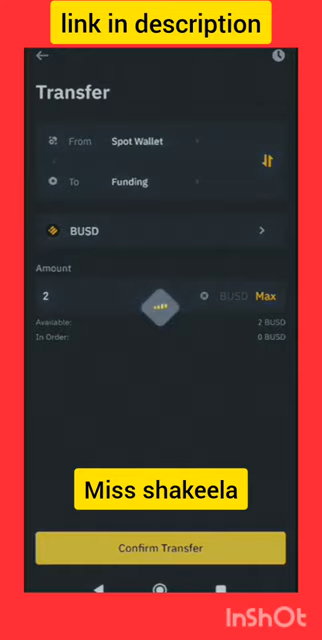 link in description
Transfer
From Spot Wallet
To Funding
BUSD
Amount
2 BUSD Max
Available: 2 BUSD
In Order: 0 BUSD
Miss shakeela
Confirm Transfer
InShOt